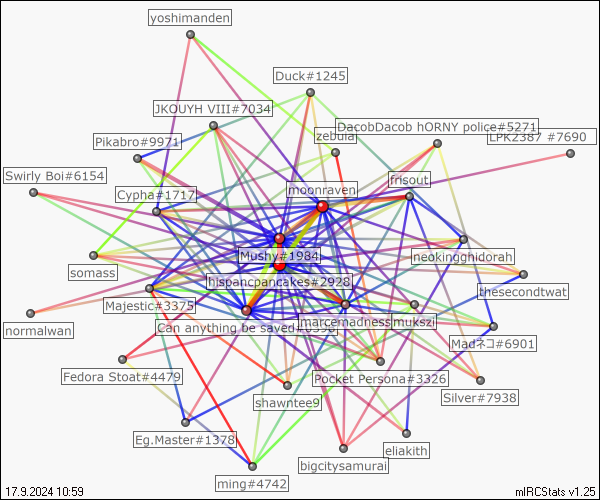 yoshimanden
Duck#1245
JKOUYH VIII#7034
DacobDacob hORNY police#5271
zebula
LPK2387 #7690
Pikabro#9971
Swirly Boi#6154
moonraven
frisout
Cypha#1717
Mushy#1984
neokingghidorah
somass
hispancpancakes#2928
thesecondtwat
Majestic#3375
normalwan
Can anything be saved
marcemadness
mukszi
Madネコ#6901
Fedora Stoat#4479
Pocket Persona#3326
shawntee9
Silver#7938
Eg.Master#1378
eliakith
bigcitysamurai
ming#4742
17.9.2024 10:59
mIRCStats v1.25